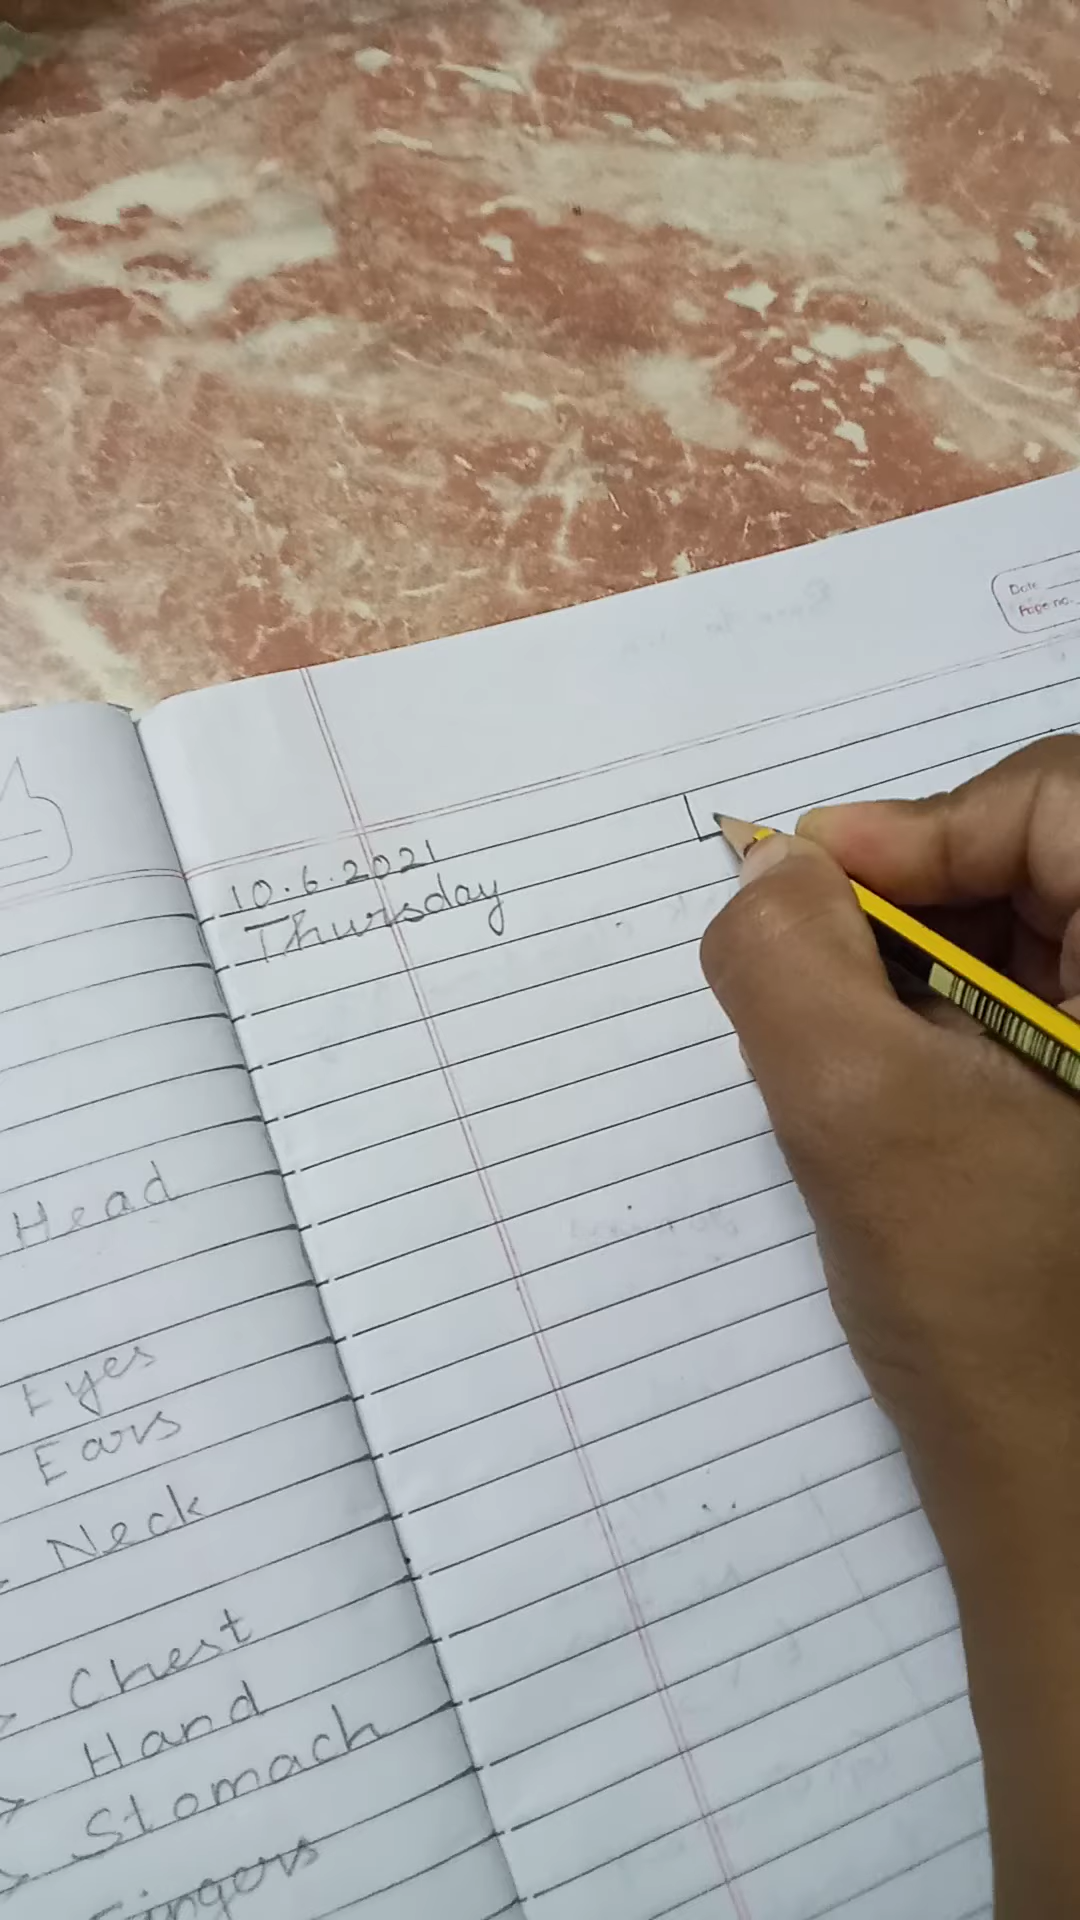 Head
Eyes
Ears
Neck
Chest
Hand
Stomach
Fingers
Date
Page no.
10.6.2021
Thursday
L